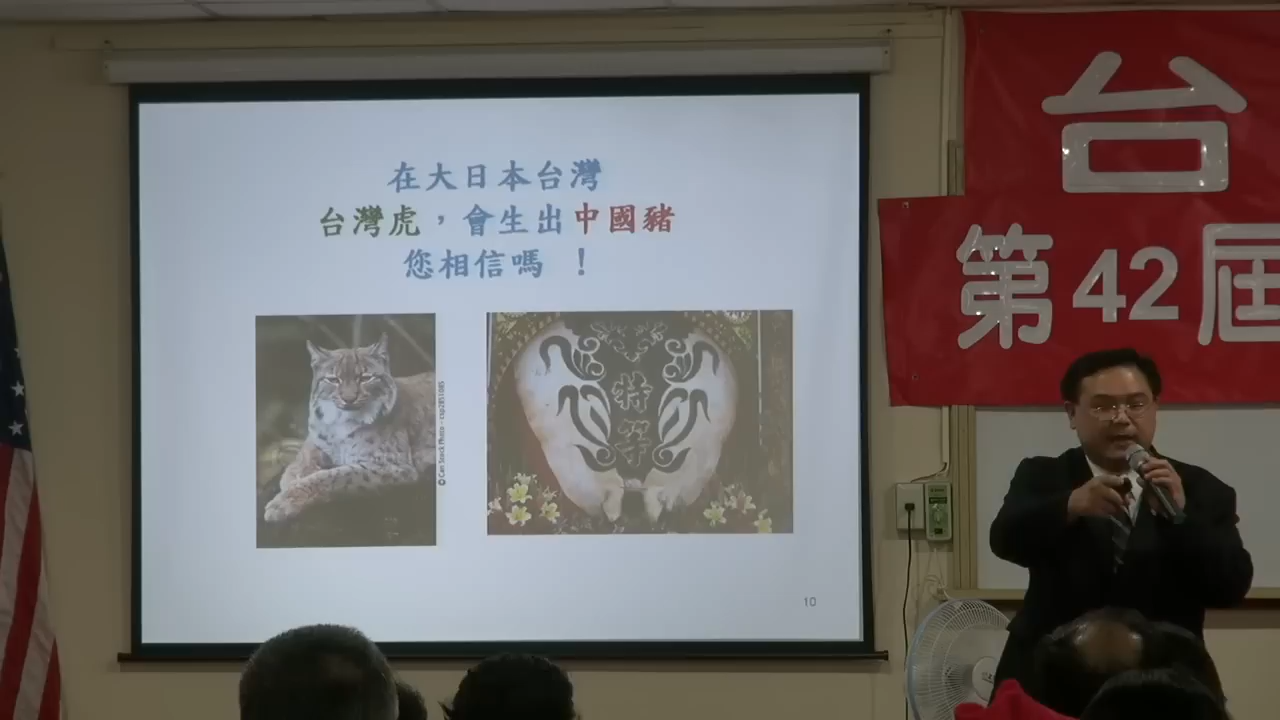 在大日本台灣
台灣虎，會生出中國豬
您相信嗎 ！
特
等
10
台
第42屆